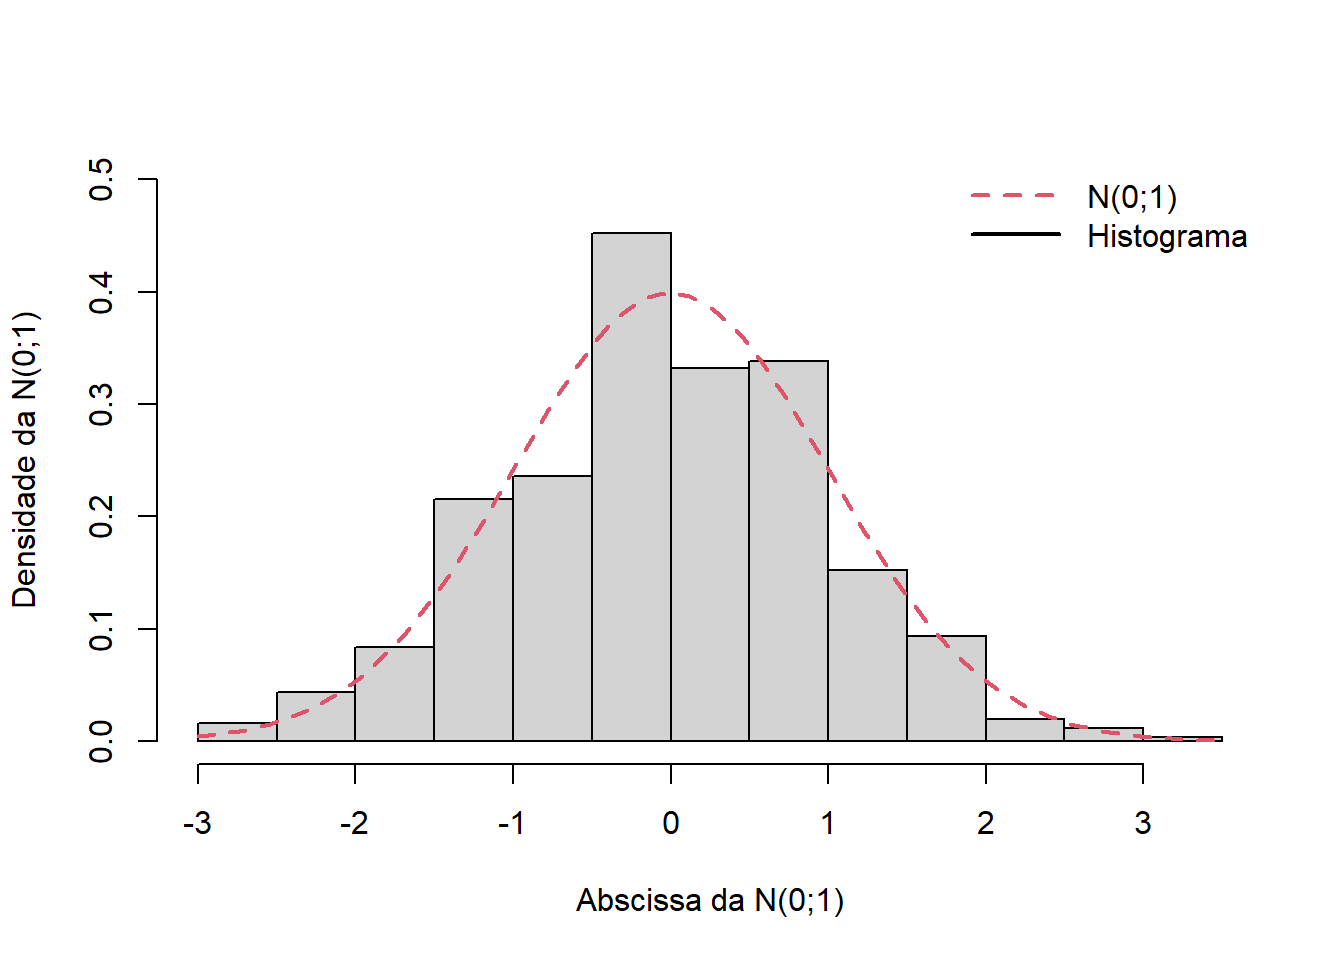 N(0;1)
Histograma
Densidade da N(0;1)
0.5
0.4
0.3
0.2
0.1
0.0
-3 -2 -1 0 1 2 3
Abscissa da N(0;1)